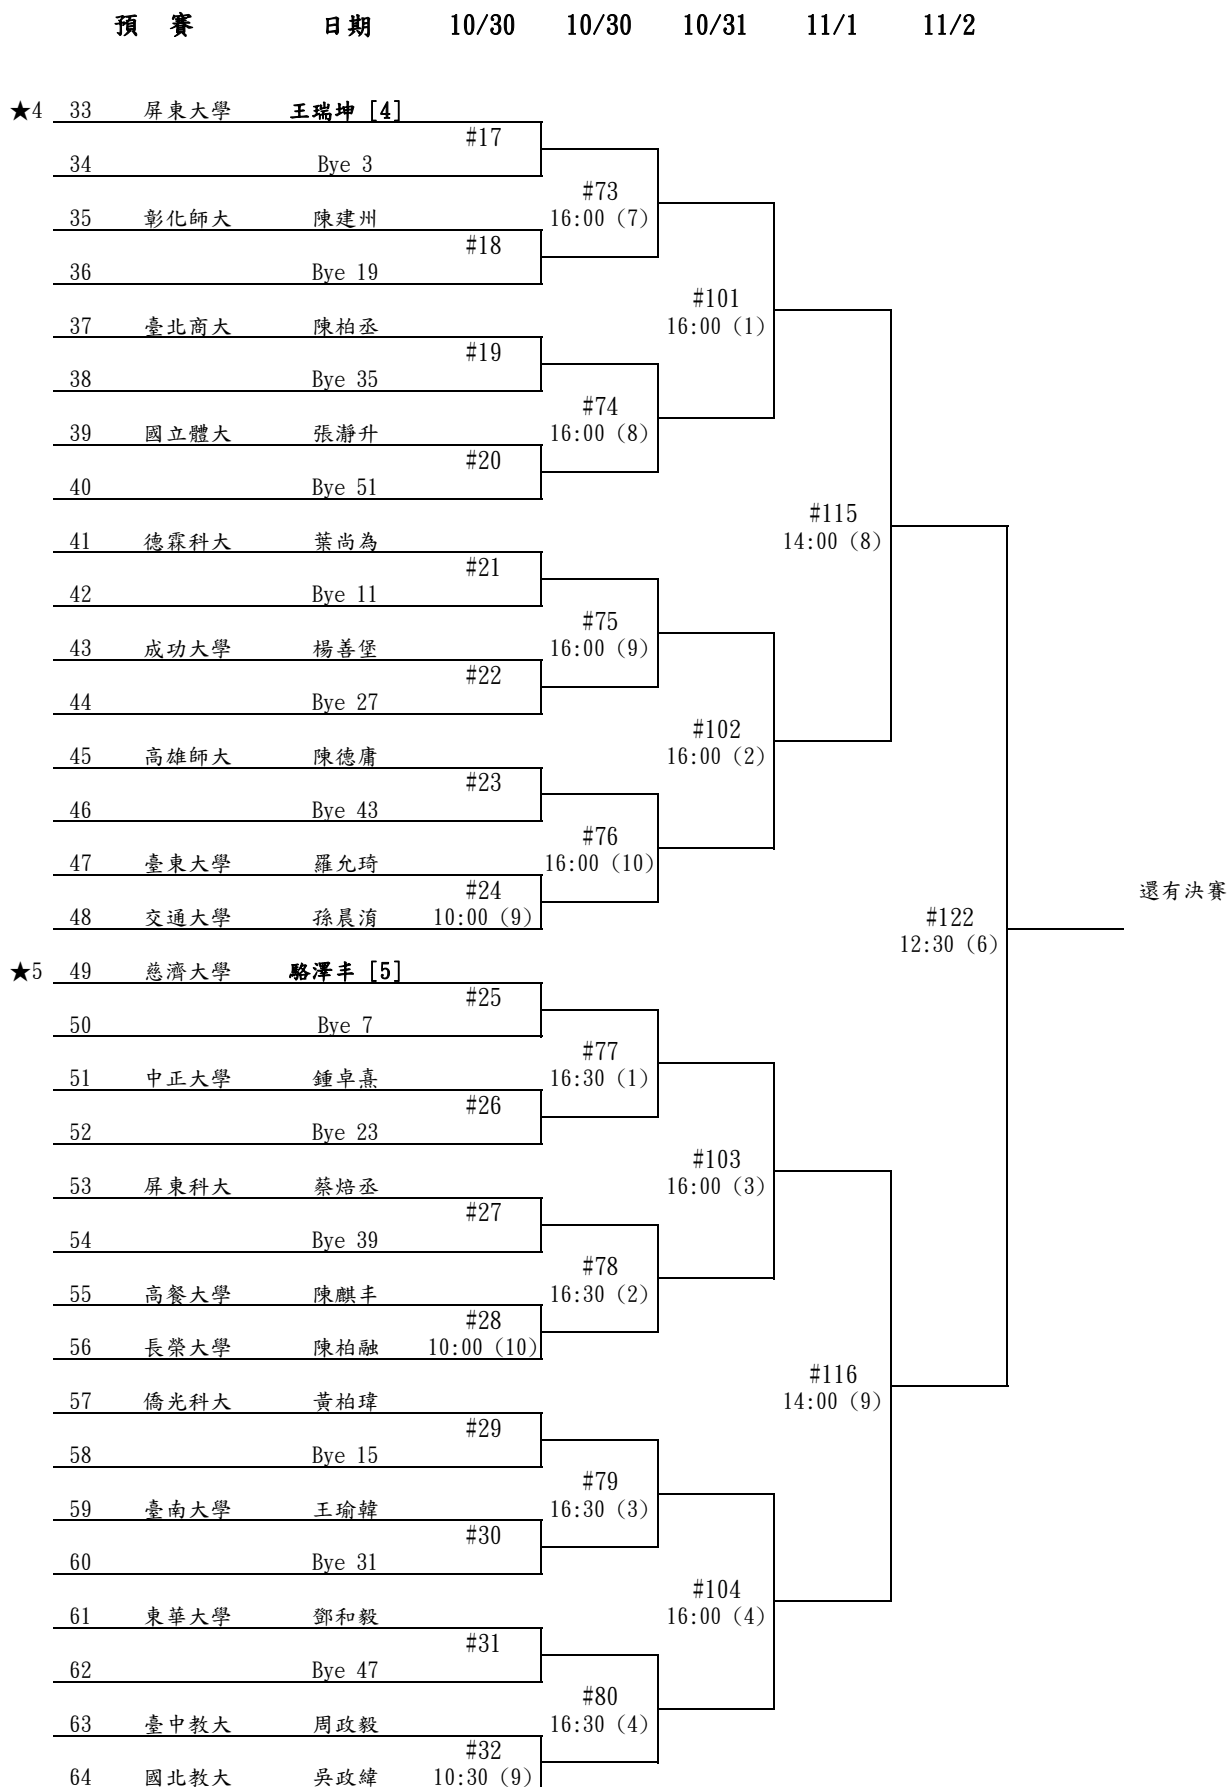 預 賽 日期 10/30 10/30 10/31 11/1 11/2
★4 33 屏東大學 王瑞坤 [4]
#17
34 Bye 3
#73
35 彰化師大 陳建州 16:00 (7)
#18
36 Bye 19
#101
37 臺北商大 陳柏丞 16:00 (1)
#19
38 Bye 35
#74
39 國立體大 張瀞升 16:00 (8)
#20
40 Bye 51
#115
41 德霖科大 葉尚為 14:00 (8)
#21
42 Bye 11
#75
43 成功大學 楊善堡 16:00 (9)
#22
44 Bye 27
#102
45 高雄師大 陳德庸 16:00 (2)
#23
46 Bye 43
#76
47 臺東大學 羅允琦 16:00 (10)
#24 還有決賽
48 交通大學 孫晨淯 10:00 (9) #122
12:30 (6)
★5 49 慈濟大學 駱澤丰 [5]
#25
50 Bye 7
#77
51 中正大學 鍾卓熹 16:30 (1)
#26
52 Bye 23
#103
53 屏東科大 蔡焙丞 16:00 (3)
#27
54 Bye 39
#78
55 高餐大學 陳麒丰 16:30 (2)
#28
56 長榮大學 陳柏融 10:00 (10)
#116
57 僑光科大 黃柏瑋 14:00 (9)
#29
58 Bye 15
#79
59 臺南大學 王瑜韓 16:30 (3)
#30
60 Bye 31
#104
61 東華大學 鄧和毅 16:00 (4)
#31
62 Bye 47
#80
63 臺中教大 周政毅 16:30 (4)
#32
64 國北教大 吳政緯 10:30 (9)